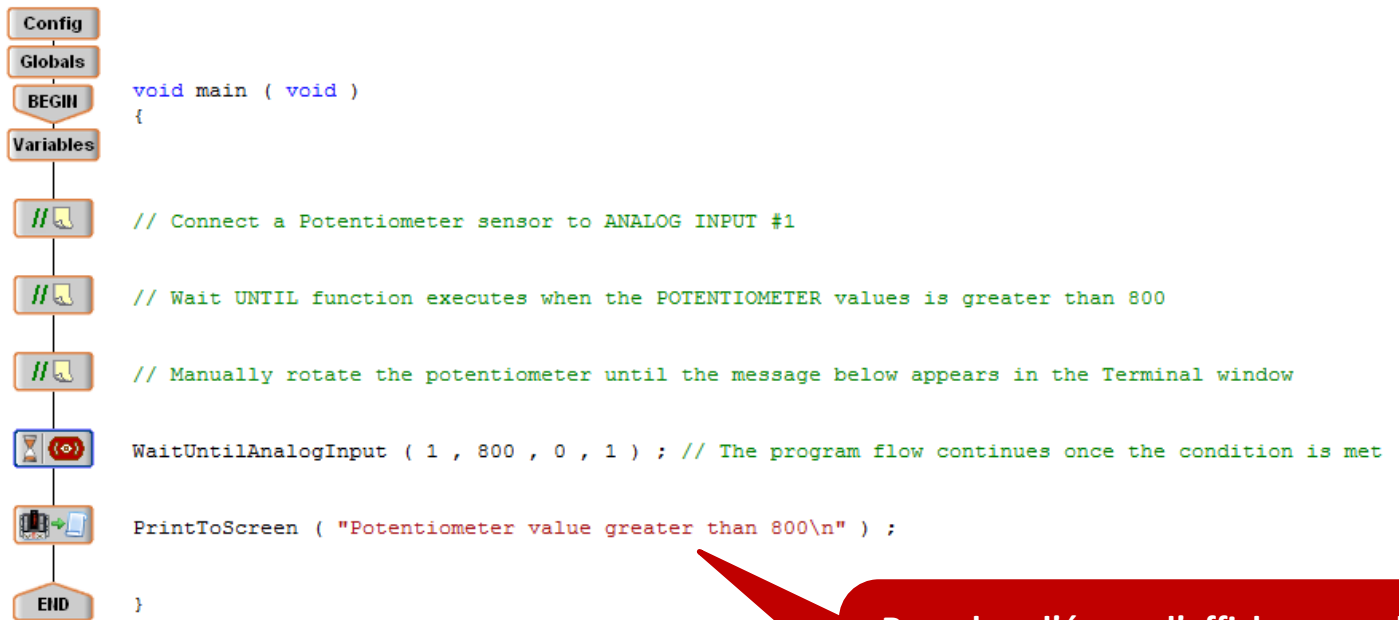 Config
Globals
BEGIN
void main ( void )
{
Variables
//
// Connect a Potentiometer sensor to ANALOG INPUT #1
//
// Wait UNTIL function executes when the POTENTIOMETER values is greater than 800
//
// Manually rotate the potentiometer until the message below appears in the Terminal window
WaitUntilAnalogInput ( 1 , 800 , 0 , 1 ) ; // The program flow continues once the condition is met
PrintToScreen ( "Potentiometer value greater than 800\n" ) ;
END
}